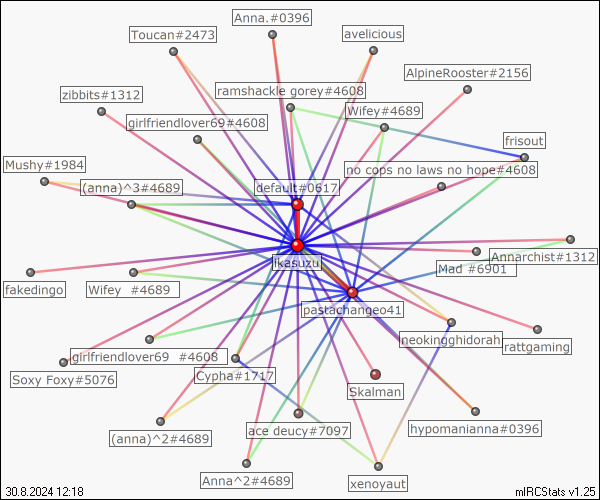 Anna.#0396
Toucan#2473
avelicious
AlpineRooster#2156
zibbits#1312
ramshackle gorey#4608
Wifey#4689
girlfriendlover69#4608
frisout
Mushy#1984
no cops no laws no hope#4608
(anna)^3#4689
default#0617
Annarchist#1312
fkasuzu
Mad #6901
fakedingo
Wifey #4689
pastachangeo41
neokingghidorah
rattgaming
girlfriendlover69 #4608
Soxy Foxy#5076
Cypha#1717
Skalman
ace deucy#7097
hypomanianna#0396
(anna)^2#4689
Anna^2#4689
xenoyaut
30.8.2024 12:18
mIRCStats v1.25